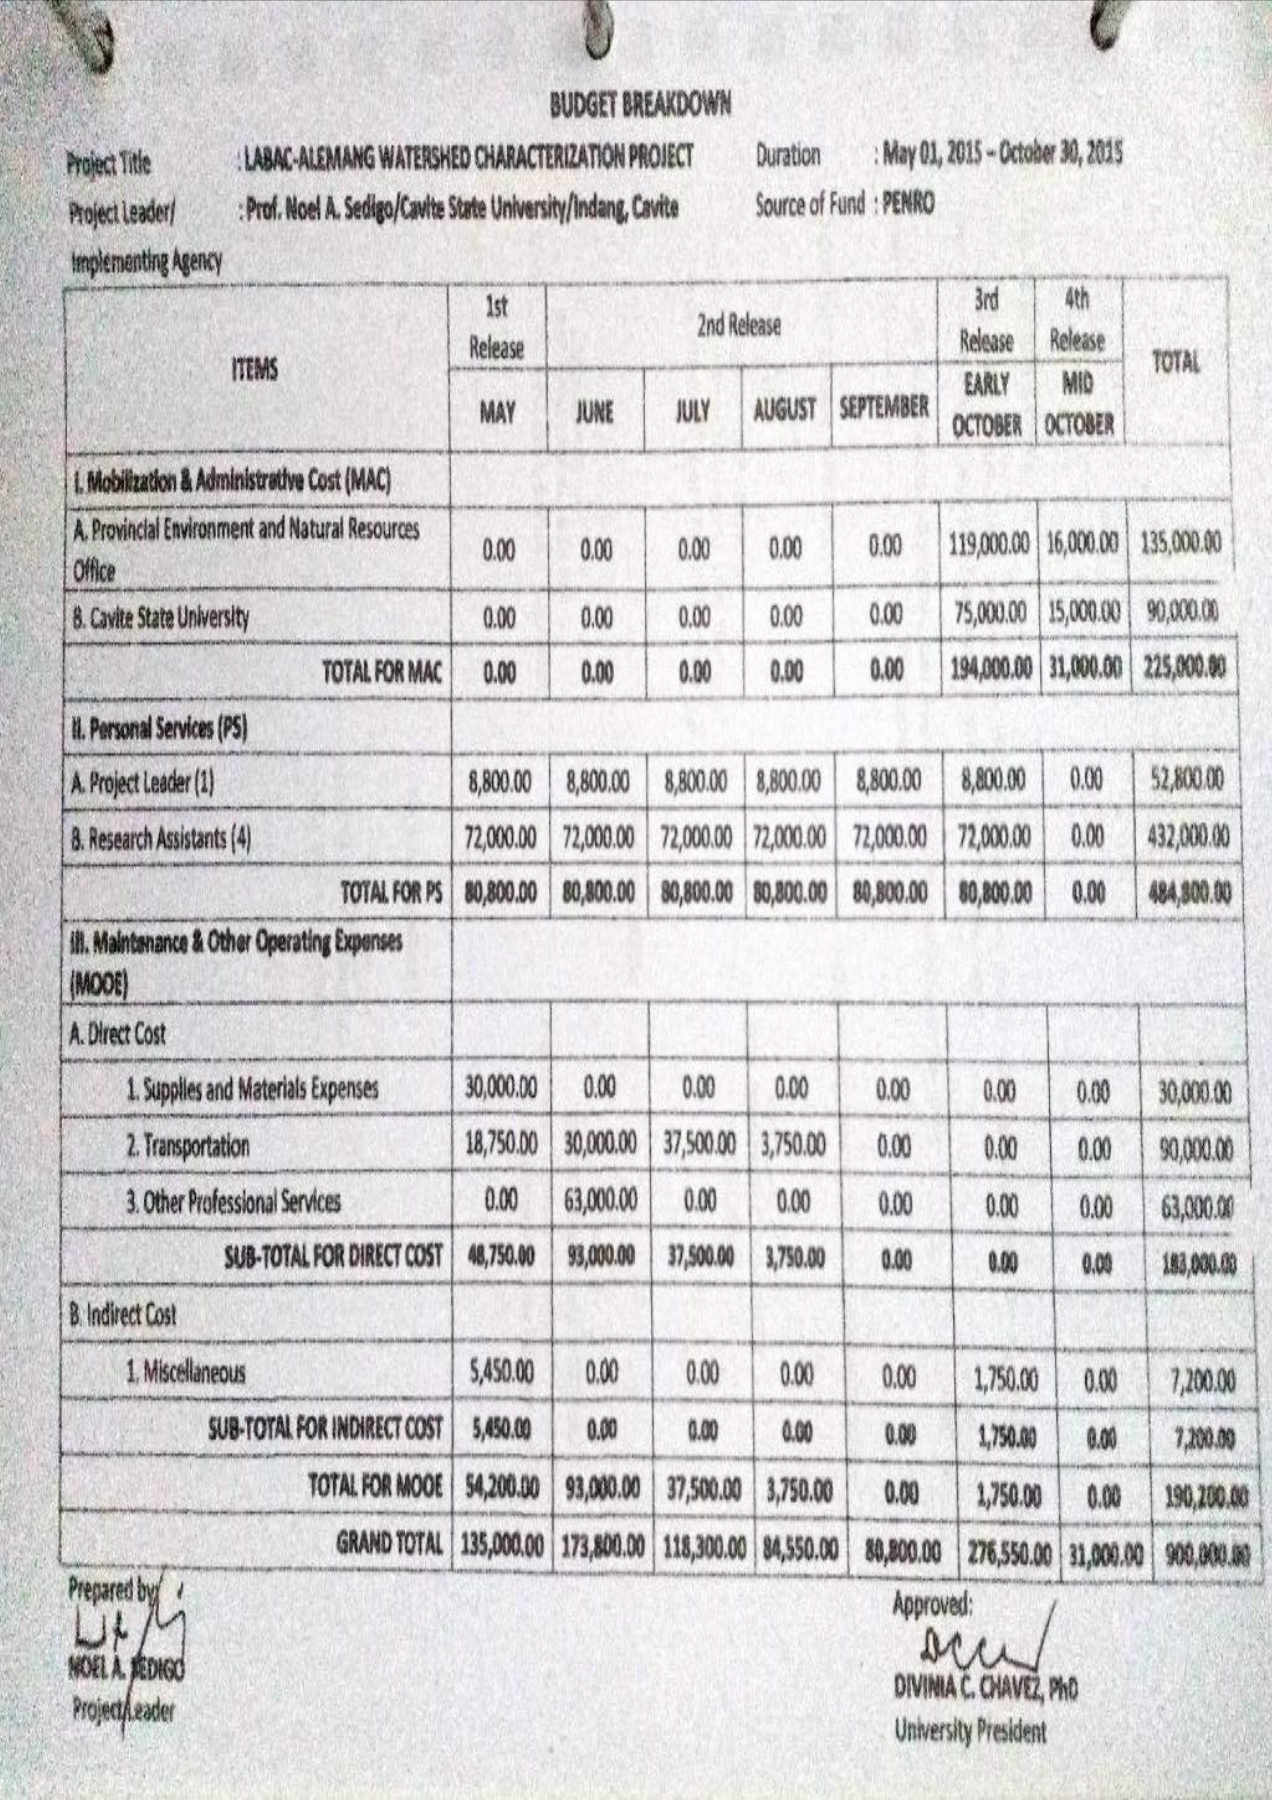 BUDGET BREAKDOWN
Project Title : LABAC-ALEMANG WATERSHED CHARACTERIZATION PROJECT Duration : May 01, 2015 – October 30, 2015
Project Leader/ : Prof. Noel A. Sedigo/Cavite State University/Indang, Cavite Source of Fund : PENRO
Implementing Agency
ITEMS 1st Release 2nd Release 3rd Release 4th Release TOTAL
MAY JUNE JULY AUGUST SEPTEMBER EARLY OCTOBER MID OCTOBER
I. Mobilization & Administrative Cost (MAC)
A. Provincial Environment and Natural Resources
Office 0.00 0.00 0.00 0.00 0.00 119,000.00 16,000.00 135,000.00
B. Cavite State University 0.00 0.00 0.00 0.00 0.00 75,000.00 15,000.00 90,000.00
TOTAL FOR MAC 0.00 0.00 0.00 0.00 0.00 194,000.00 31,000.00 225,000.00
II. Personal Services (PS)
A. Project Leader (1) 8,800.00 8,800.00 8,800.00 8,800.00 8,800.00 8,800.00 0.00 52,800.00
B. Research Assistants (4) 72,000.00 72,000.00 72,000.00 72,000.00 72,000.00 72,000.00 0.00 432,000.00
TOTAL FOR PS 80,800.00 80,800.00 80,800.00 80,800.00 80,800.00 80,800.00 0.00 484,800.00
III. Maintenance & Other Operating Expenses
(MOOE)
A. Direct Cost
1. Supplies and Materials Expenses 30,000.00 0.00 0.00 0.00 0.00 0.00 0.00 30,000.00
2. Transportation 18,750.00 30,000.00 37,500.00 3,750.00 0.00 0.00 0.00 90,000.00
3. Other Professional Services 0.00 63,000.00 0.00 0.00 0.00 0.00 0.00 63,000.00
SUB-TOTAL FOR DIRECT COST 48,750.00 93,000.00 37,500.00 3,750.00 0.00 0.00 0.00 183,000.00
B. Indirect Cost
1. Miscellaneous 5,450.00 0.00 0.00 0.00 0.00 1,750.00 0.00 7,200.00
SUB-TOTAL FOR INDIRECT COST 5,450.00 0.00 0.00 0.00 0.00 1,750.00 0.00 7,200.00
TOTAL FOR MOOE 54,200.00 93,000.00 37,500.00 3,750.00 0.00 1,750.00 0.00 190,200.00
GRAND TOTAL 135,000.00 173,800.00 118,300.00 84,550.00 80,800.00 276,550.00 31,000.00 900,000.00
Prepared by: Approved:
NOEL A. SEDIGO DIVINIA C. CHAVEZ, PhD
Project Leader University President